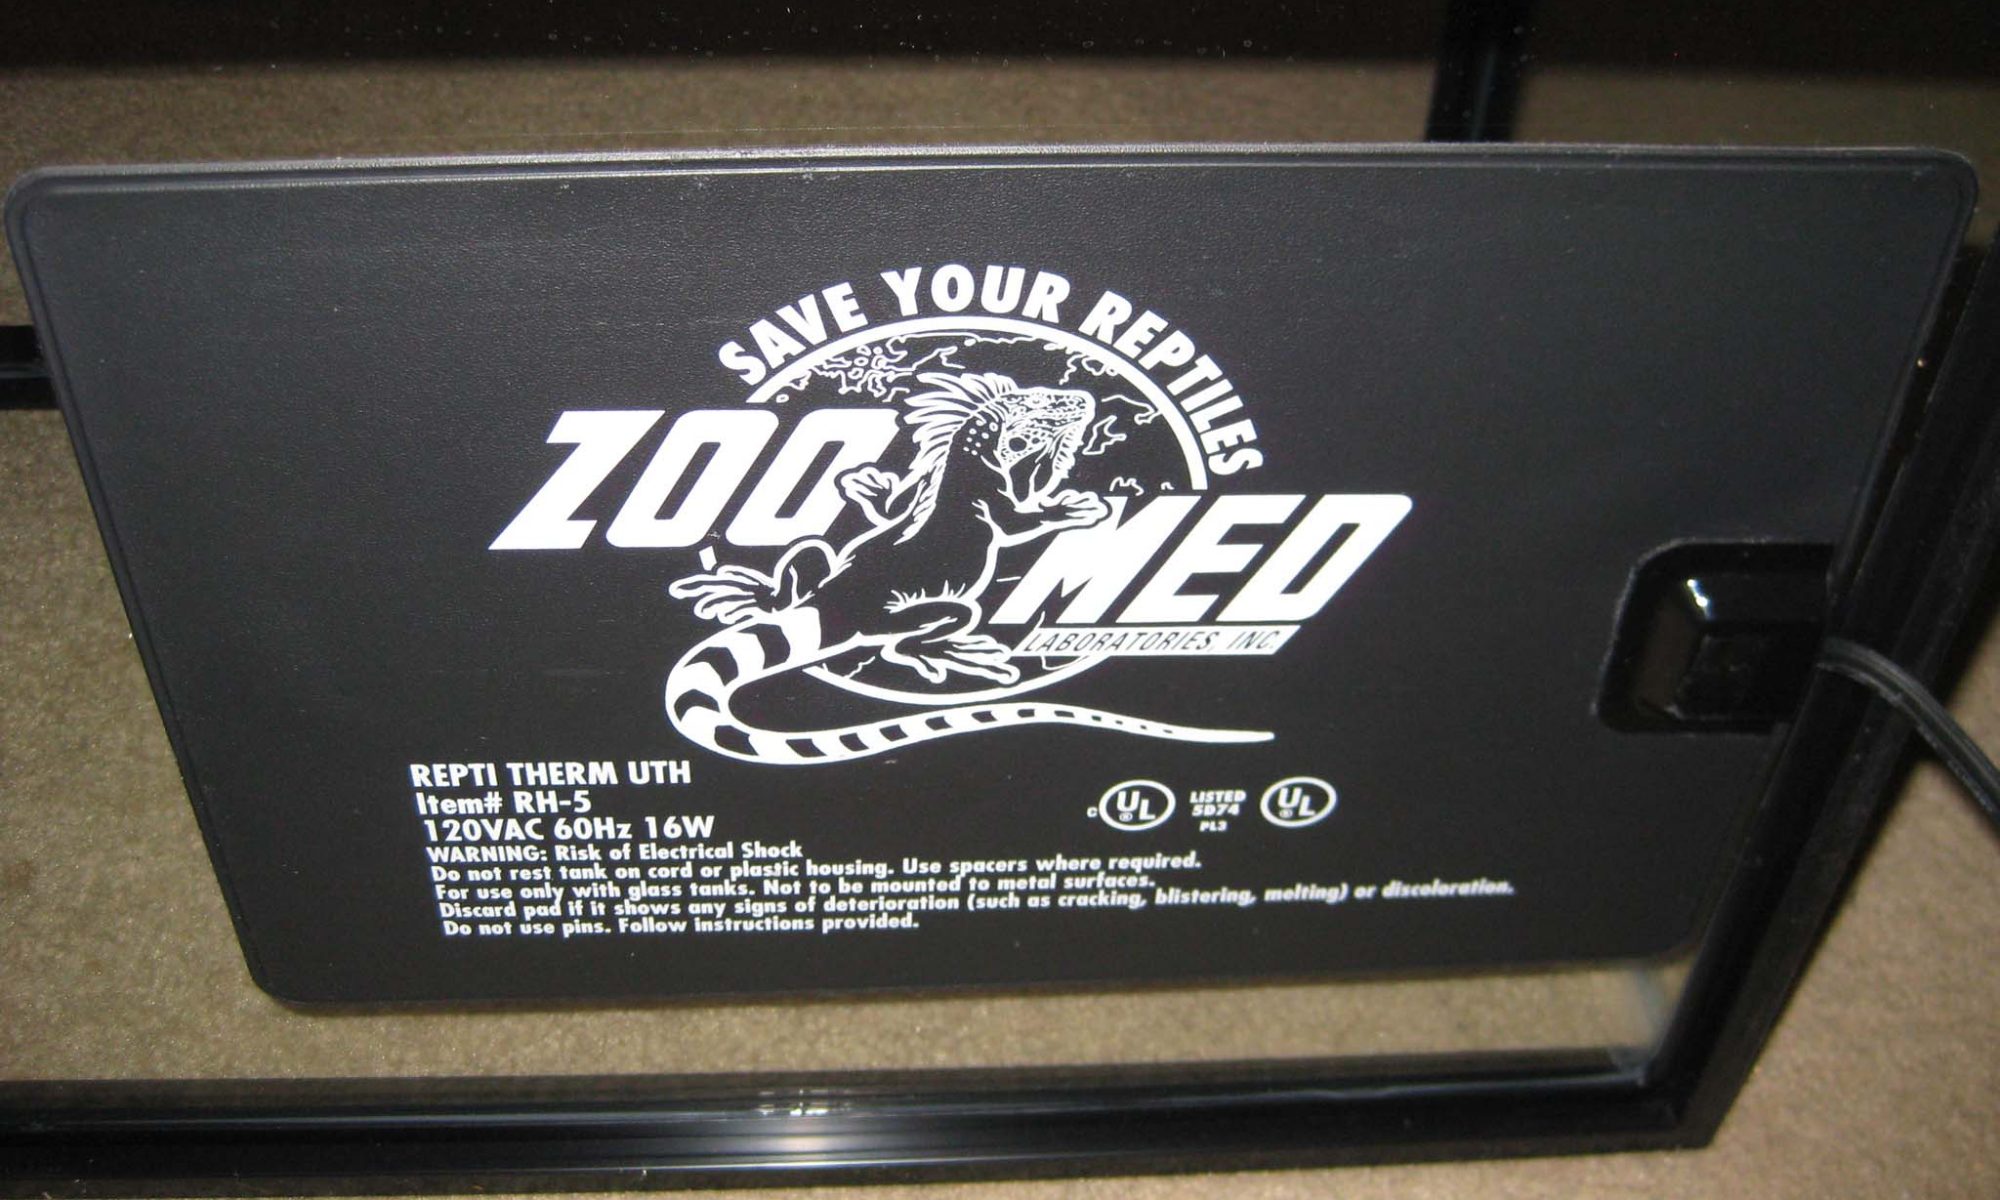 SAVE YOUR REPTILES
ZOO MED
LABORATORIES, INC.
REPTI THERM UTH
Item# RH-5
120VAC 60Hz 16W
C UL® LISTED UL®
5D74
PL3
WARNING: Risk of Electrical Shock
Do not rest tank on cord or plastic housing. Use spacers where required.
For use only with glass tanks. Not to be mounted to metal surfaces.
Discard pad if it shows any signs of deterioration (such as cracking, blistering, melting) or discoloration.
Do not use pins. Follow instructions provided.